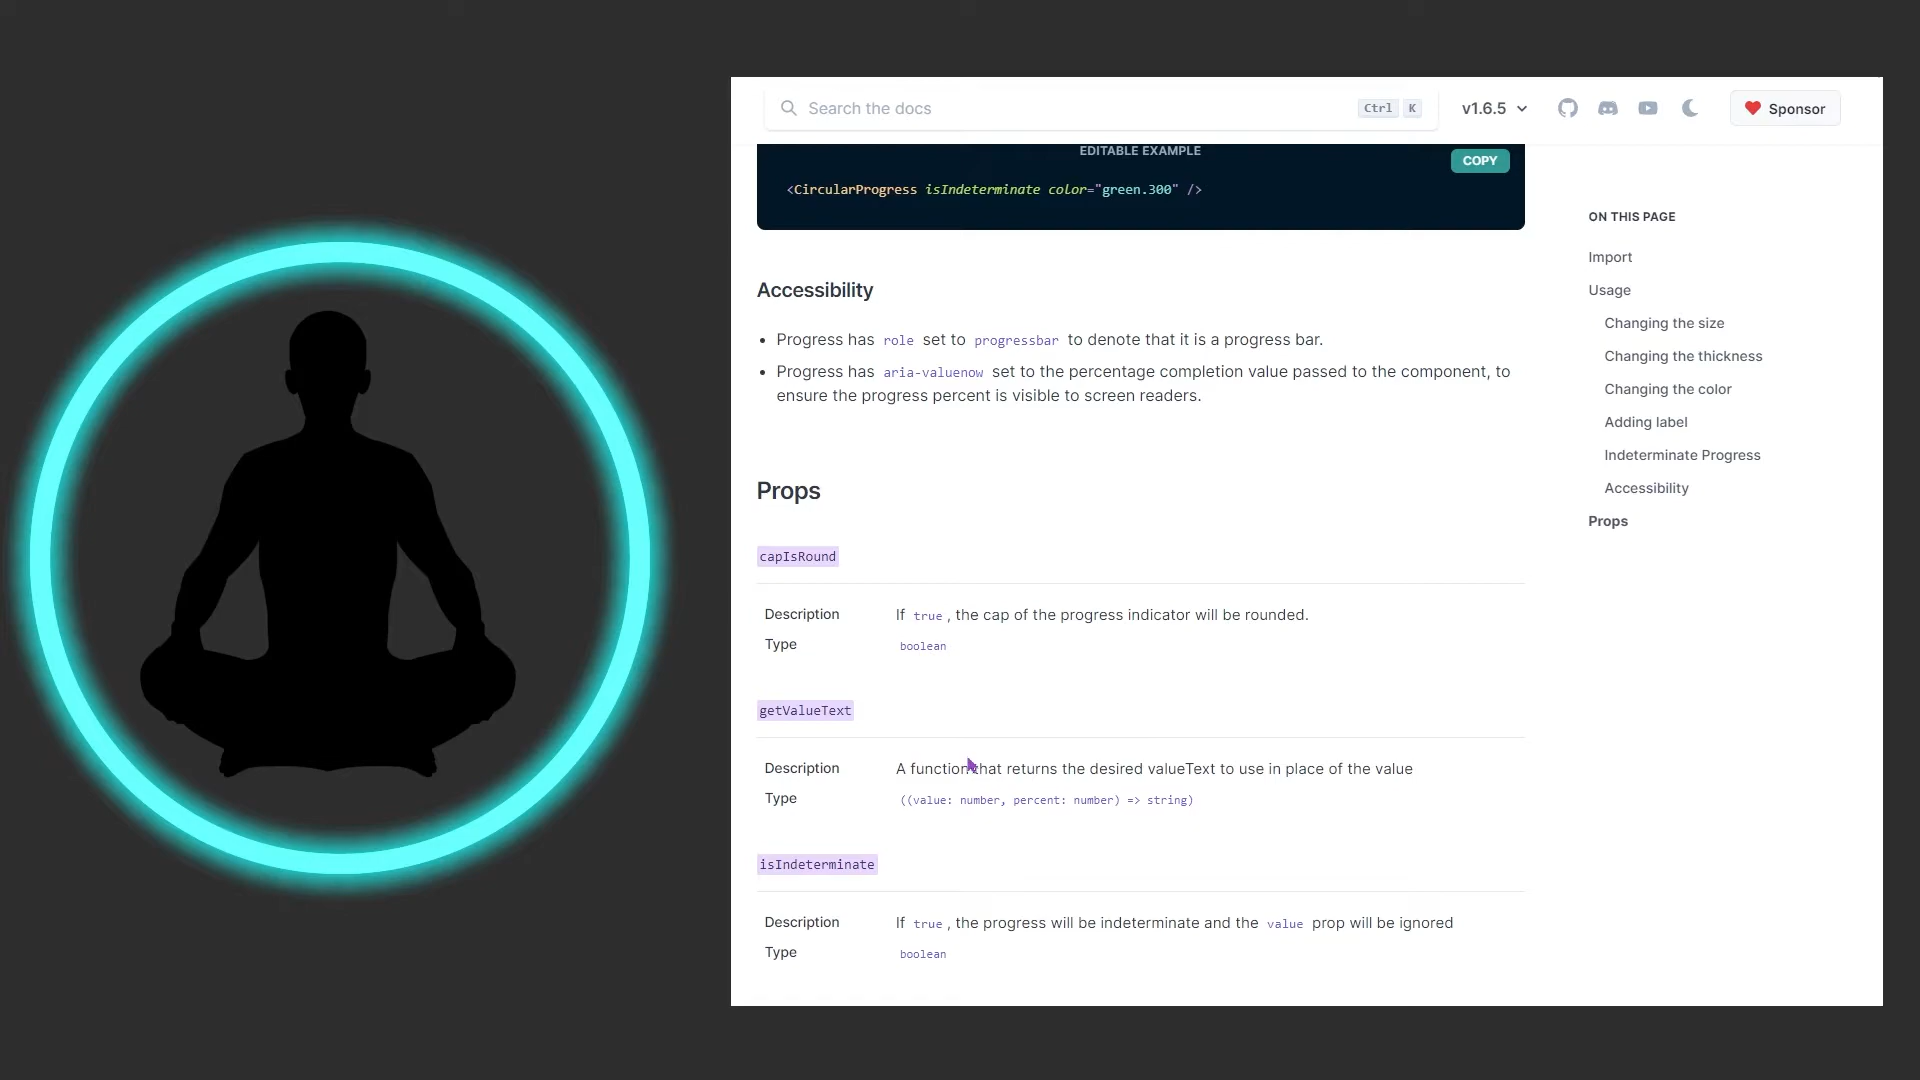 Search the docs
Ctrl K
v1.6.5
Sponsor
EDITABLE EXAMPLE
COPY
<CircularProgress isIndeterminate color="green.300" />
Accessibility
• Progress has role set to progressbar to denote that it is a progress bar.
• Progress has aria-valuenow set to the percentage completion value passed to the component, to
ensure the progress percent is visible to screen readers.
Props
capIsRound
Description If true , the cap of the progress indicator will be rounded.
Type boolean
getValueText
Description A function that returns the desired valueText to use in place of the value
Type ((value: number, percent: number) => string)
isIndeterminate
Description If true , the progress will be indeterminate and the value prop will be ignored
Type boolean
ON THIS PAGE
Import
Usage
Changing the size
Changing the thickness
Changing the color
Adding label
Indeterminate Progress
Accessibility
Props